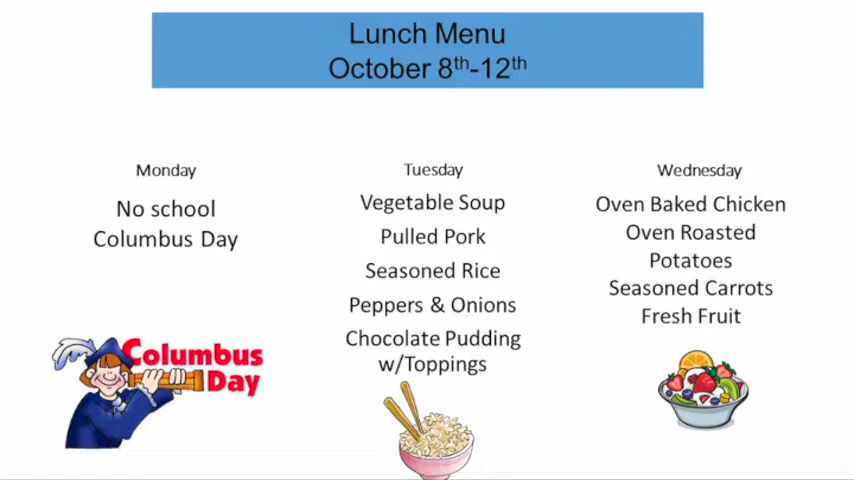 Lunch Menu
October 8th-12th
Monday
No school
Columbus Day
Columbus
Day
Tuesday
Vegetable Soup
Pulled Pork
Seasoned Rice
Peppers & Onions
Chocolate Pudding
w/Toppings
Wednesday
Oven Baked Chicken
Oven Roasted
Potatoes
Seasoned Carrots
Fresh Fruit